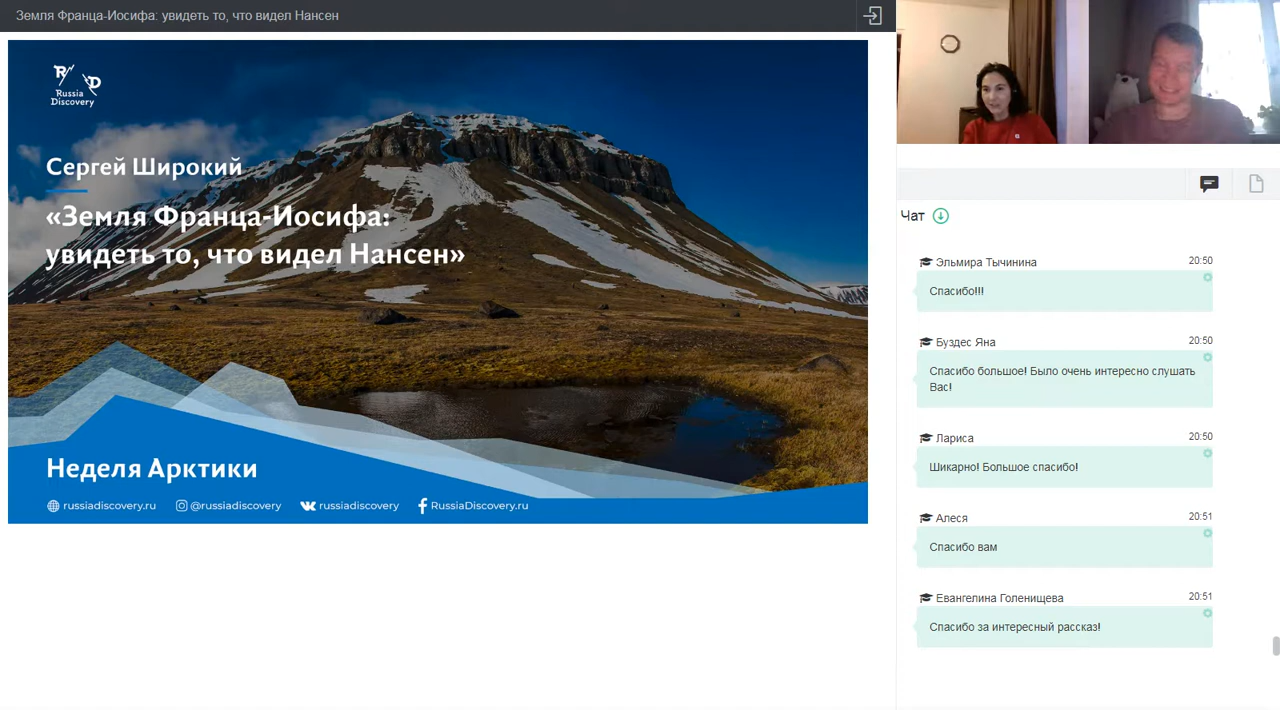 Земля Франца-Иосифа: увидеть то, что видел Нансен
Russia
Discovery
Сергей Широкий
«Земля Франца-Иосифа:
увидеть то, что видел Нансен»
Неделя Арктики
russiadiscovery.ru @russiadiscovery russiadiscovery RussiaDiscovery.ru
Чат
Эльмира Тычинина 20:50
Спасибо!!!
Буздес Яна 20:50
Спасибо большое! Было очень интересно слушать
Вас!
Лариса 20:50
Шикарно! Большое спасибо!
Алеся 20:51
Спасибо вам
Евангелина Голенищева 20:51
Спасибо за интересный рассказ!